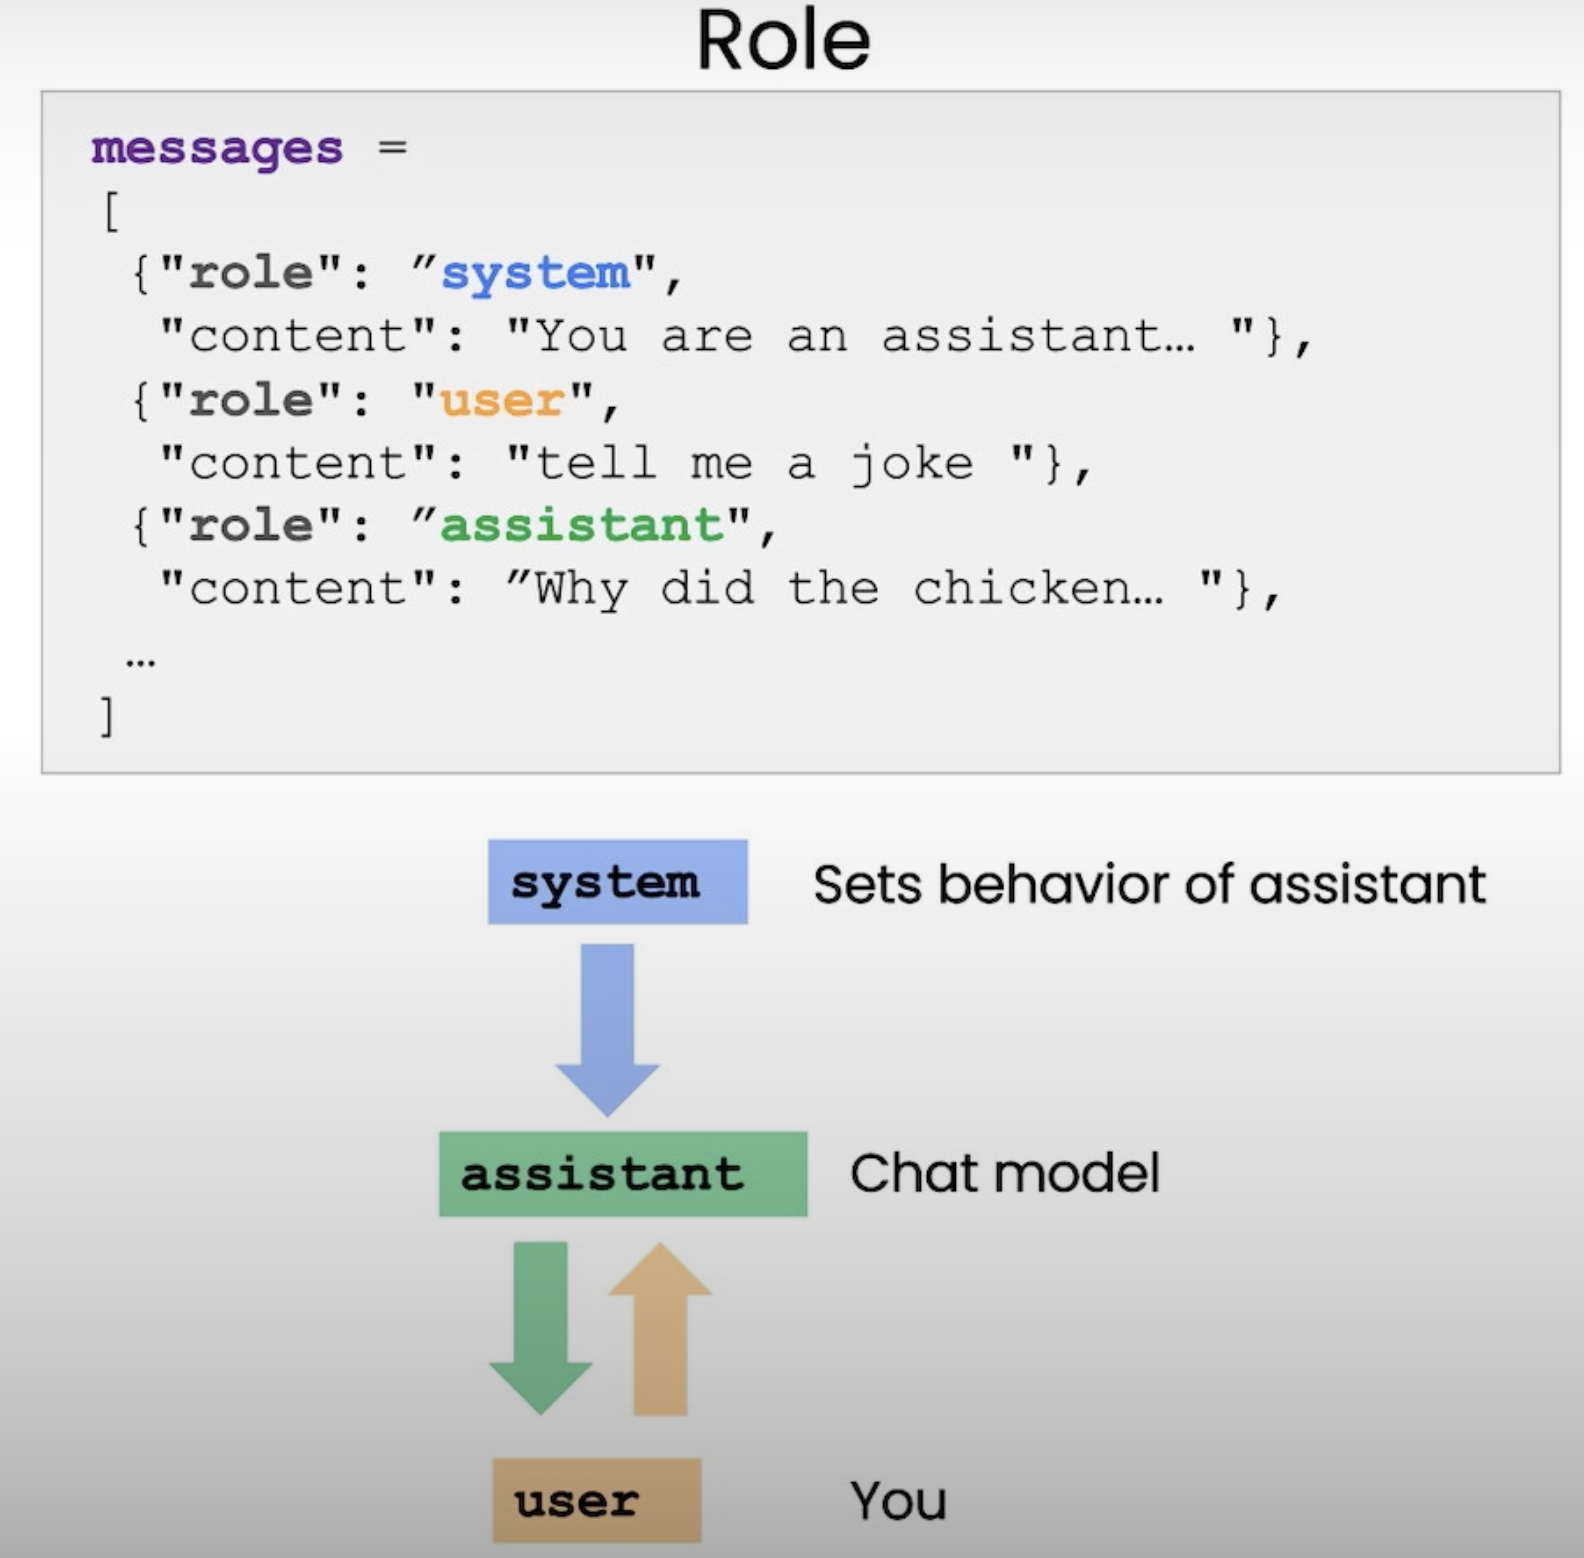 Role
messages =
[
{"role": ”system",
"content": "You are an assistant… "},
{"role": "user",
"content": "tell me a joke "},
{"role": ”assistant",
"content": ”Why did the chicken… "},
…
]
system Sets behavior of assistant
assistant Chat model
user You